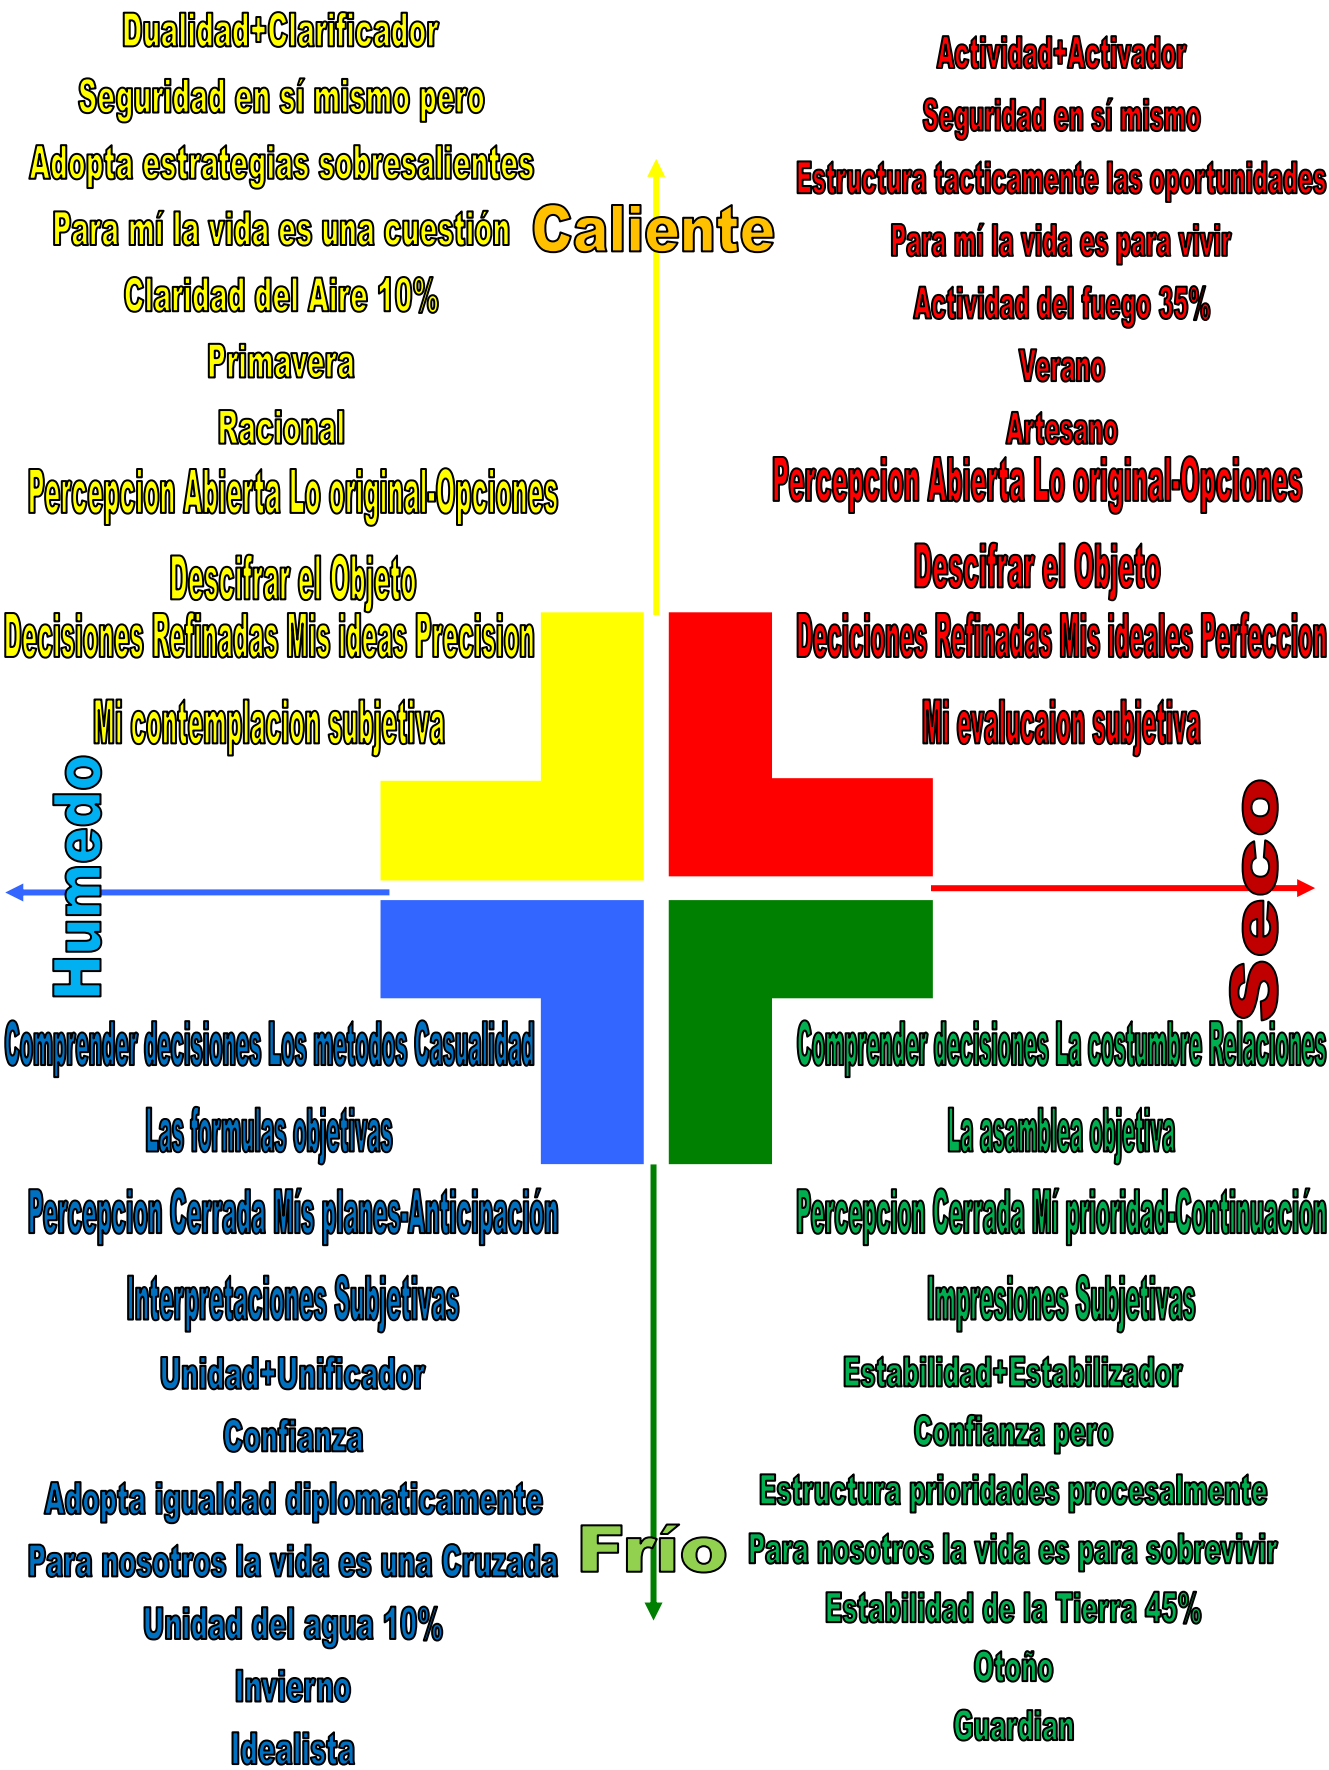 Dualidad+Clarificador
Seguridad en sí mismo pero
Adopta estrategias sobresalientes
Para mí la vida es una cuestión
Claridad del Aire 10%
Primavera
Racional
Percepcion Abierta Lo original-Opciones
Descifrar el Objeto
Decisiones Refinadas Mis ideas Precision
Mi contemplacion subjetiva
Caliente
Actividad+Activador
Seguridad en sí mismo
Estructura tacticamente las oportunidades
Para mí la vida es para vivir
Actividad del fuego 35%
Verano
Artesano
Percepcion Abierta Lo original-Opciones
Descifrar el Objeto
Deciciones Refinadas Mis ideales Perfeccion
Mi evalucaion subjetiva
Humedo
Seco
Comprender decisiones Los metodos Casualidad
Las formulas objetivas
Percepcion Cerrada Mís planes-Anticipación
Interpretaciones Subjetivas
Unidad+Unificador
Confianza
Adopta igualdad diplomaticamente
Para nosotros la vida es una Cruzada
Unidad del agua 10%
Invierno
Idealista
Frío
Comprender decisiones La costumbre Relaciones
La asamblea objetiva
Percepcion Cerrada Mí prioridad-Continuación
Impresiones Subjetivas
Estabilidad+Estabilizador
Confianza pero
Estructura prioridades procesalmente
Para nosotros la vida es para sobrevivir
Estabilidad de la Tierra 45%
Otoño
Guardian